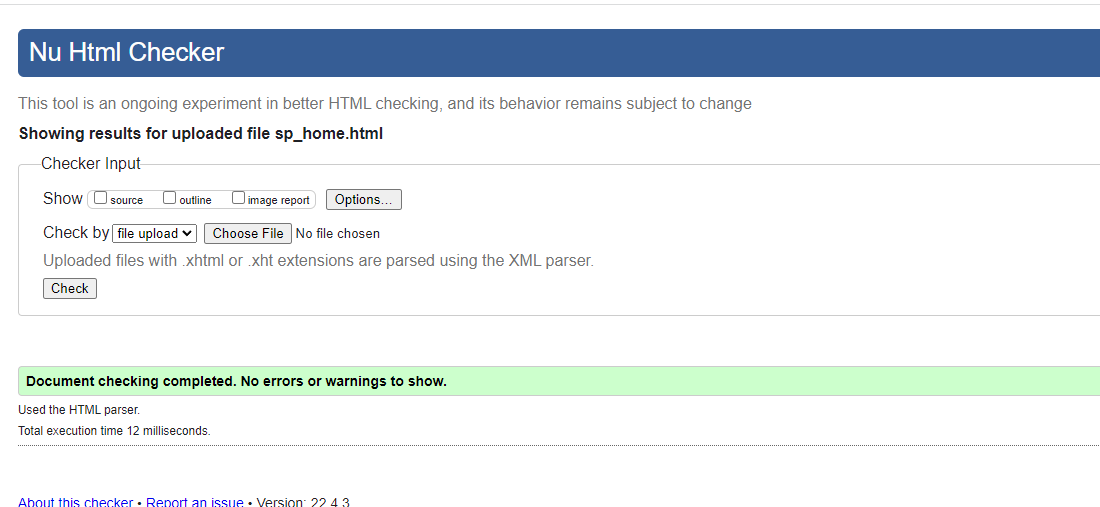 Nu Html Checker
This tool is an ongoing experiment in better HTML checking, and its behavior remains subject to change
Showing results for uploaded file sp_home.html
Checker Input
Show source outline image report Options...
Check by file upload Choose File No file chosen
Uploaded files with .xhtml or .xht extensions are parsed using the XML parser.
Check
Document checking completed. No errors or warnings to show.
Used the HTML parser.
Total execution time 12 milliseconds.
About this checker • Report an issue • Version: 22.4.3